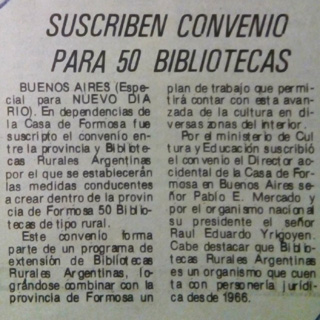 SUSCRIBEN CONVENIO
PARA 50 BIBLIOTECAS
BUENOS AIRES (Espe
cial para NUEVO DIA
RIO). En dependencias de
la Casa de Formosa fue
suscripto el convenio en
tre la provincia y Bibliote
cas Rurales Argentinas
por el que se establecerán
las medidas conducentes
a crear dentro de la provin
cia de Formosa 50 Bibli
otecas de tipo rural.
Este convenio forma
parte de un programa de
extensión de Bibliotecas
Rurales Argentinas, lo-
grándose combinar con la
provincia de Formosa un
plan de trabajo que permi
tirá contar con esta avan
zada de la cultura en di
versas zonas del interior.
Por el ministerio de Cul
tura y Educación suscribió
el convenio el Director ac
cidental de la Casa de For
mosa en Buenos Aires se
ñor Pablo E. Mercado y
por el organismo nacional
su presidente el señor
Raul Eduardo Yrigoyen.
Cabe destacar que Bibliote
cas Rurales Argentinas
es un organismo que cuen
ta con personería jurídi
ca desde 1966.